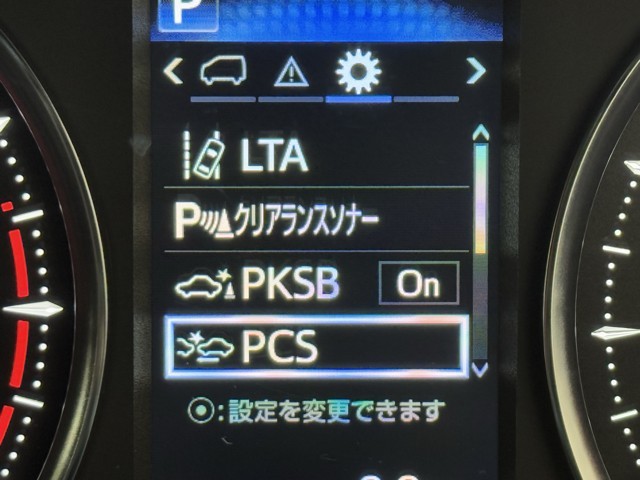 P
LTA
Pクリアランスソナー
PKSB On
PCS
:設定を変更できます